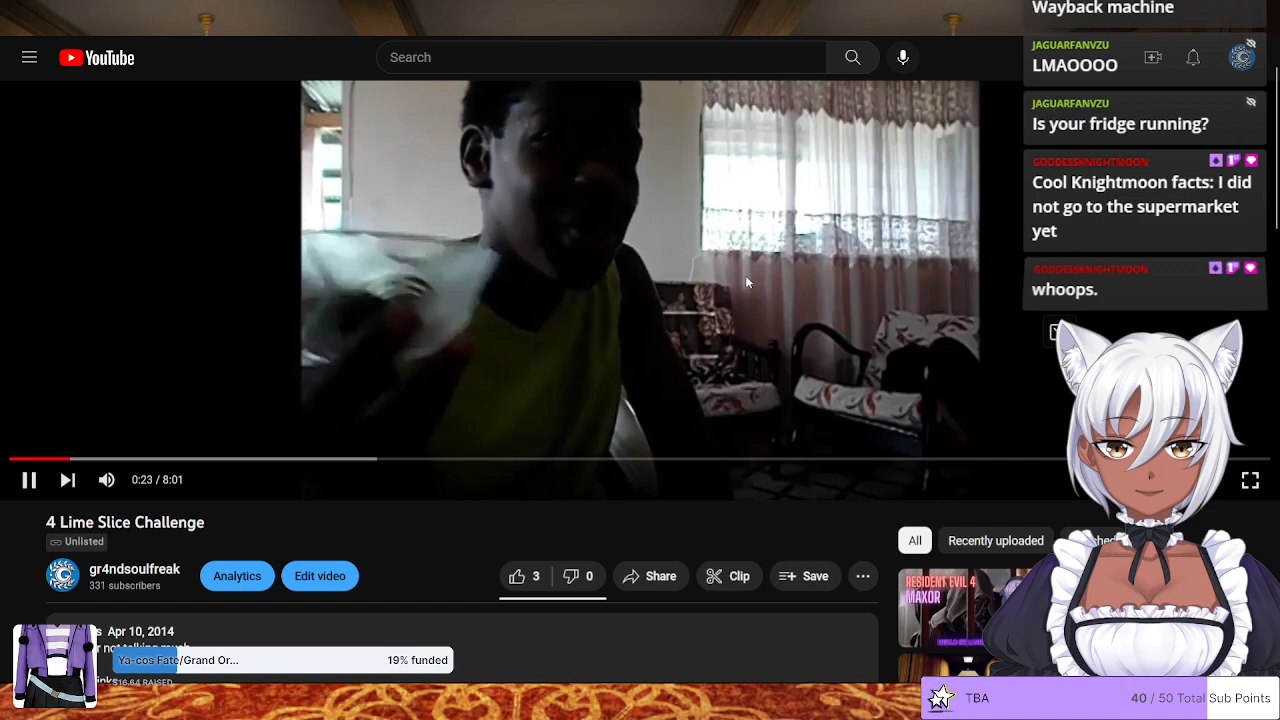 Wayback machine
YouTube
Search
JAGUARFANVZU
LMAOOOO
JAGUARFANVZU
Is your fridge running?
GODDESSKNIGHTMOON
Cool Knightmoon facts: I did
not go to the supermarket
yet
GODDESSKNIGHTMOON
whoops.
0:23 / 8:01
4 Lime Slice Challenge
Unlisted
gr4ndsoulfreak
331 subscribers
Analytics
Edit video
3
0
Share
Clip
Save
All
Recently uploaded
RESIDENT EVIL 4
MAXOR
Apr 10, 2014
Ya-cos Fate/Grand Or...
19% funded
$16.64 RAISED
TBA
40 / 50 Total Sub Points